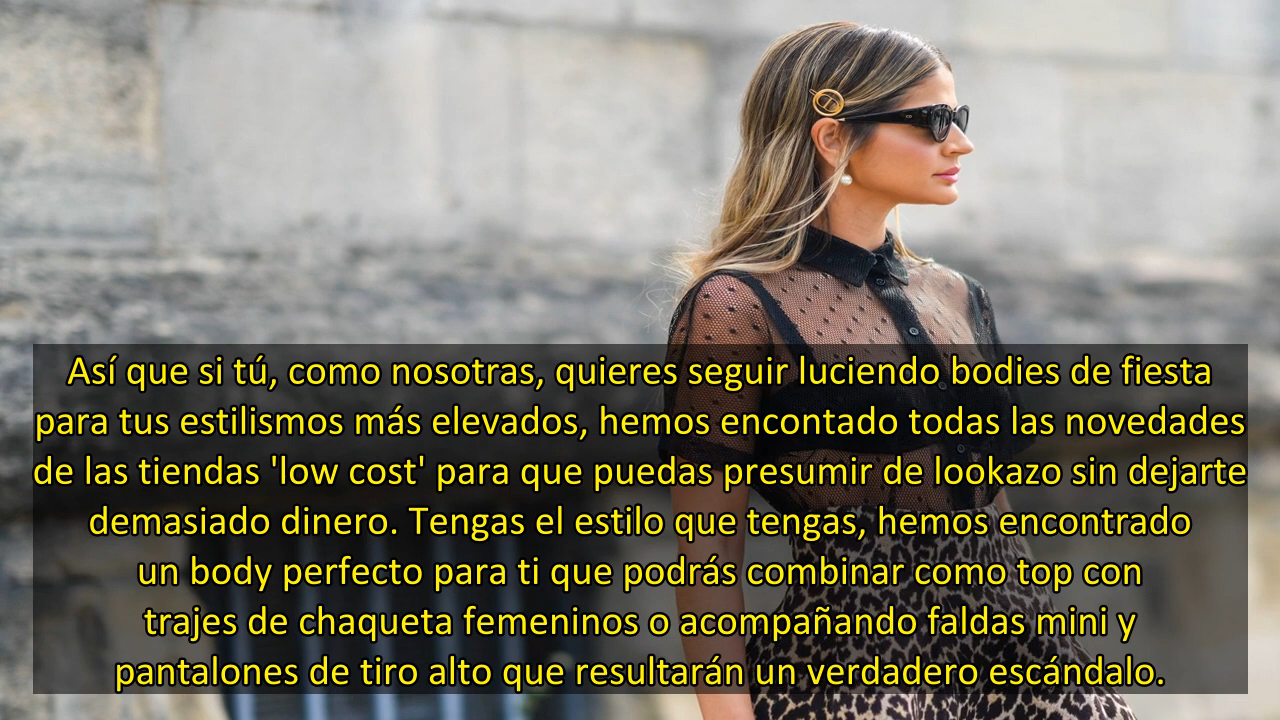 Así que si tú, como nosotras, quieres seguir luciendo bodies de fiesta
para tus estilismos más elevados, hemos encontado todas las novedades
de las tiendas 'low cost' para que puedas presumir de lookazo sin dejarte
demasiado dinero. Tengas el estilo que tengas, hemos encontrado
un body perfecto para ti que podrás combinar como top con
trajes de chaqueta femeninos o acompañando faldas mini y
pantalones de tiro alto que resultarán un verdadero escándalo.